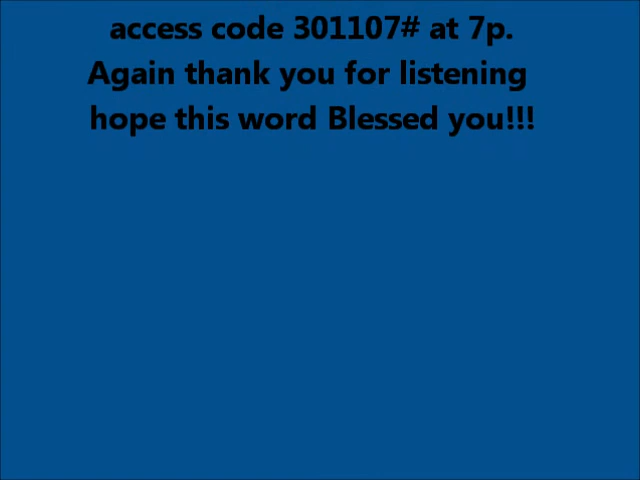 access code 301107# at 7p.
Again thank you for listening
hope this word Blessed you!!!